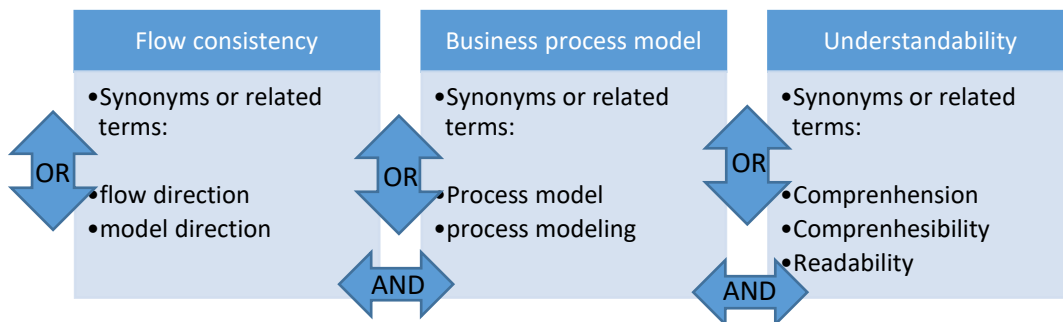 Flow consistency
•Synonyms or related
terms:
OR
•flow direction
•model direction
AND
Business process model
•Synonyms or related
terms:
OR
•Process model
•process modeling
AND
Understandability
•Synonyms or related
terms:
OR
•Comprenhension
•Comprenhesibility
•Readability